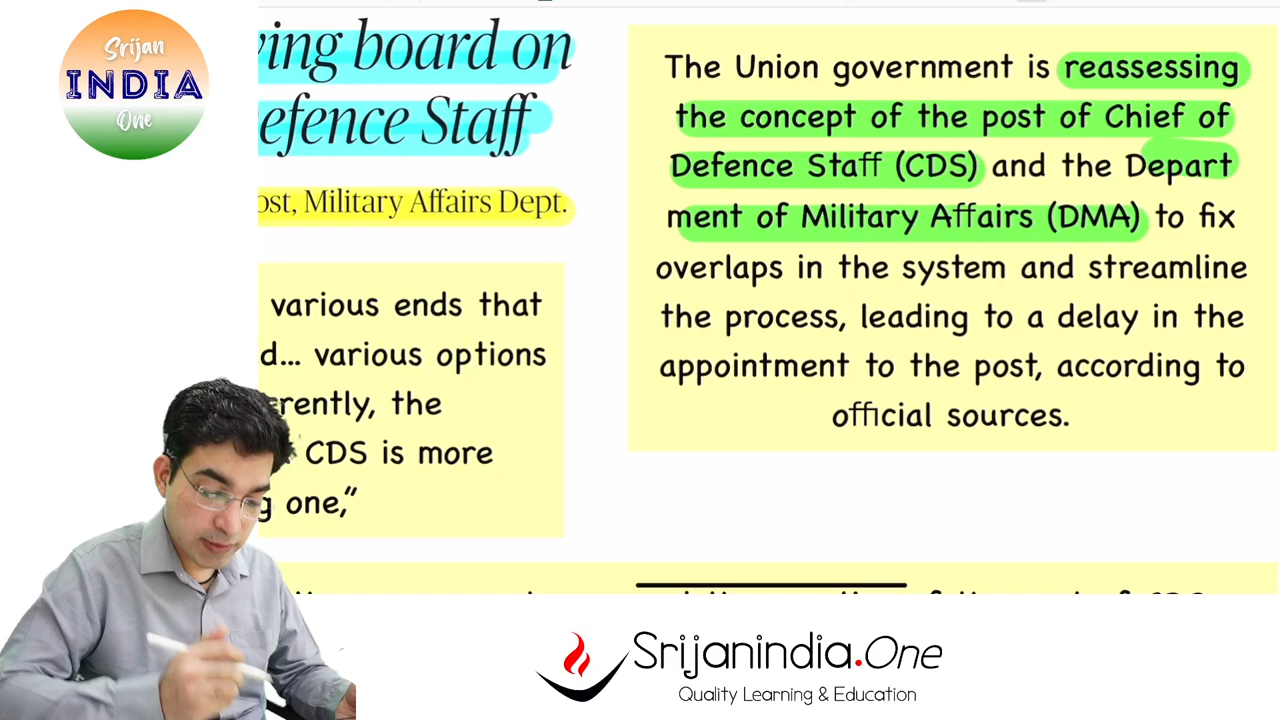 Srijan
INDIA
One
ving board on
efence Staff
ost, Military Affairs Dept.
various ends that
d... various options
rently, the
CDS is more
g one,”
The Union government is reassessing
the concept of the post of Chief of
Defence Staff (CDS) and the Depart
ment of Military Affairs (DMA) to fix
overlaps in the system and streamline
the process, leading to a delay in the
appointment to the post, according to
official sources.
Srijanindia.One
Quality Learning & Education